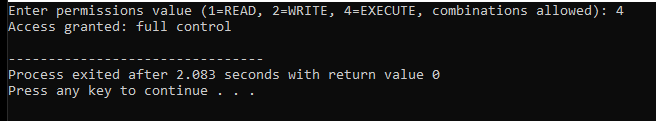 Enter permissions value (1=READ, 2=WRITE, 4=EXECUTE, combinations allowed): 4
Access granted: full control
--------------------------------
Process exited after 2.083 seconds with return value 0
Press any key to continue . . .